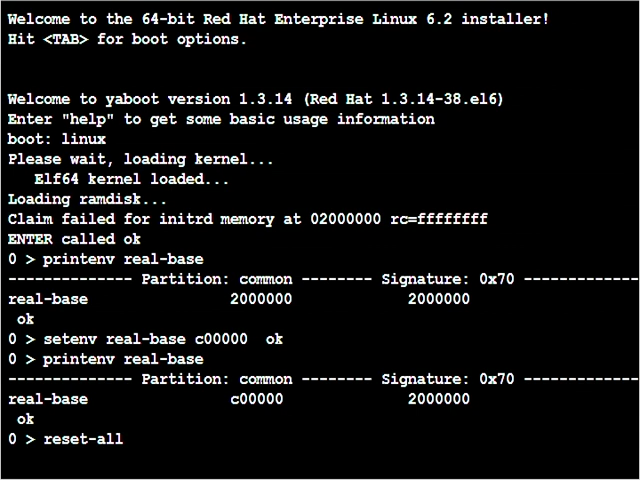 Welcome to the 64-bit Red Hat Enterprise Linux 6.2 installer!
Hit <TAB> for boot options.
Welcome to yaboot version 1.3.14 (Red Hat 1.3.14-38.el6)
Enter "help" to get some basic usage information
boot: linux
Please wait, loading kernel...
   Elf64 kernel loaded...
Loading ramdisk...
Claim failed for initrd memory at 02000000 rc=ffffffff
ENTER called ok
0 > printenv real-base
-------------- Partition: common -------- Signature: 0x70 -------------
real-base                2000000             2000000
 ok
0 > setenv real-base c00000  ok
0 > printenv real-base
-------------- Partition: common -------- Signature: 0x70 -------------
real-base                c00000              2000000
 ok
0 > reset-all